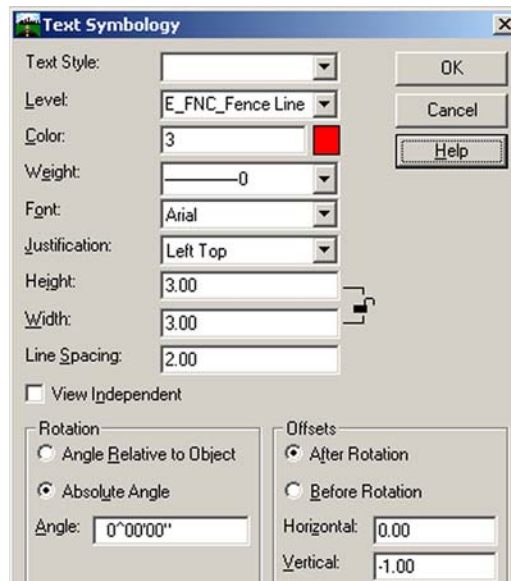 Text Symbology
Text Style:
OK
Level: E_FNC_Fence Line
Cancel
Color: 3
Help
Weight: 0
Font: Arial
Justification: Left Top
Height: 3.00
Width: 3.00
Line Spacing: 2.00
View Independent
Rotation
Angle Relative to Object
Absolute Angle
Angle: 0^00'00"
Offsets
After Rotation
Before Rotation
Horizontal: 0.00
Vertical: -1.00